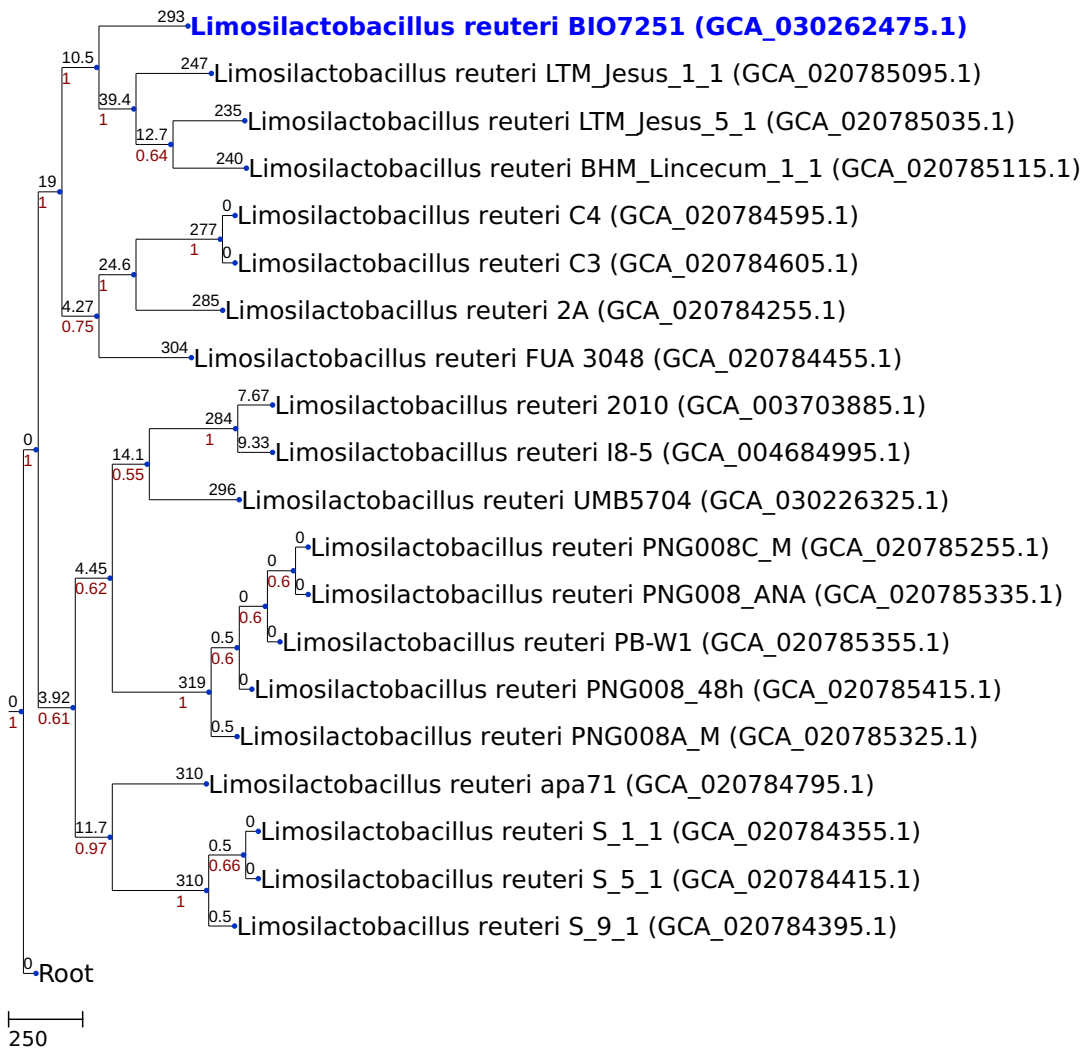 293
Limosilactobacillus reuteri BIO7251 (GCA_030262475.1)
10.5
1
247
Limosilactobacillus reuteri LTM_Jesus_1_1 (GCA_020785095.1)
39.4
1
235
Limosilactobacillus reuteri LTM_Jesus_5_1 (GCA_020785035.1)
12.7
0.64
240
Limosilactobacillus reuteri BHM_Lincecum_1_1 (GCA_020785115.1)
19
1
0
Limosilactobacillus reuteri C4 (GCA_020784595.1)
277
1
0
Limosilactobacillus reuteri C3 (GCA_020784605.1)
24.6
1
285
Limosilactobacillus reuteri 2A (GCA_020784255.1)
4.27
0.75
304
Limosilactobacillus reuteri FUA 3048 (GCA_020784455.1)
7.67
Limosilactobacillus reuteri 2010 (GCA_003703885.1)
284
1
0
1
9.33
Limosilactobacillus reuteri I8-5 (GCA_004684995.1)
14.1
0.55
296
Limosilactobacillus reuteri UMB5704 (GCA_030226325.1)
0
Limosilactobacillus reuteri PNG008C_M (GCA_020785255.1)
0
0.6
4.45
0.62
0
Limosilactobacillus reuteri PNG008_ANA (GCA_020785335.1)
0
0.6
0
Limosilactobacillus reuteri PB-W1 (GCA_020785355.1)
0.5
0.6
0
Limosilactobacillus reuteri PNG008_48h (GCA_020785415.1)
319
1
0
1
3.92
0.61
0.5
Limosilactobacillus reuteri PNG008A_M (GCA_020785325.1)
310
Limosilactobacillus reuteri apa71 (GCA_020784795.1)
11.7
0.97
0
Limosilactobacillus reuteri S_1_1 (GCA_020784355.1)
0.5
0.66
0
Limosilactobacillus reuteri S_5_1 (GCA_020784415.1)
310
1
0.5
Limosilactobacillus reuteri S_9_1 (GCA_020784395.1)
0
Root
250